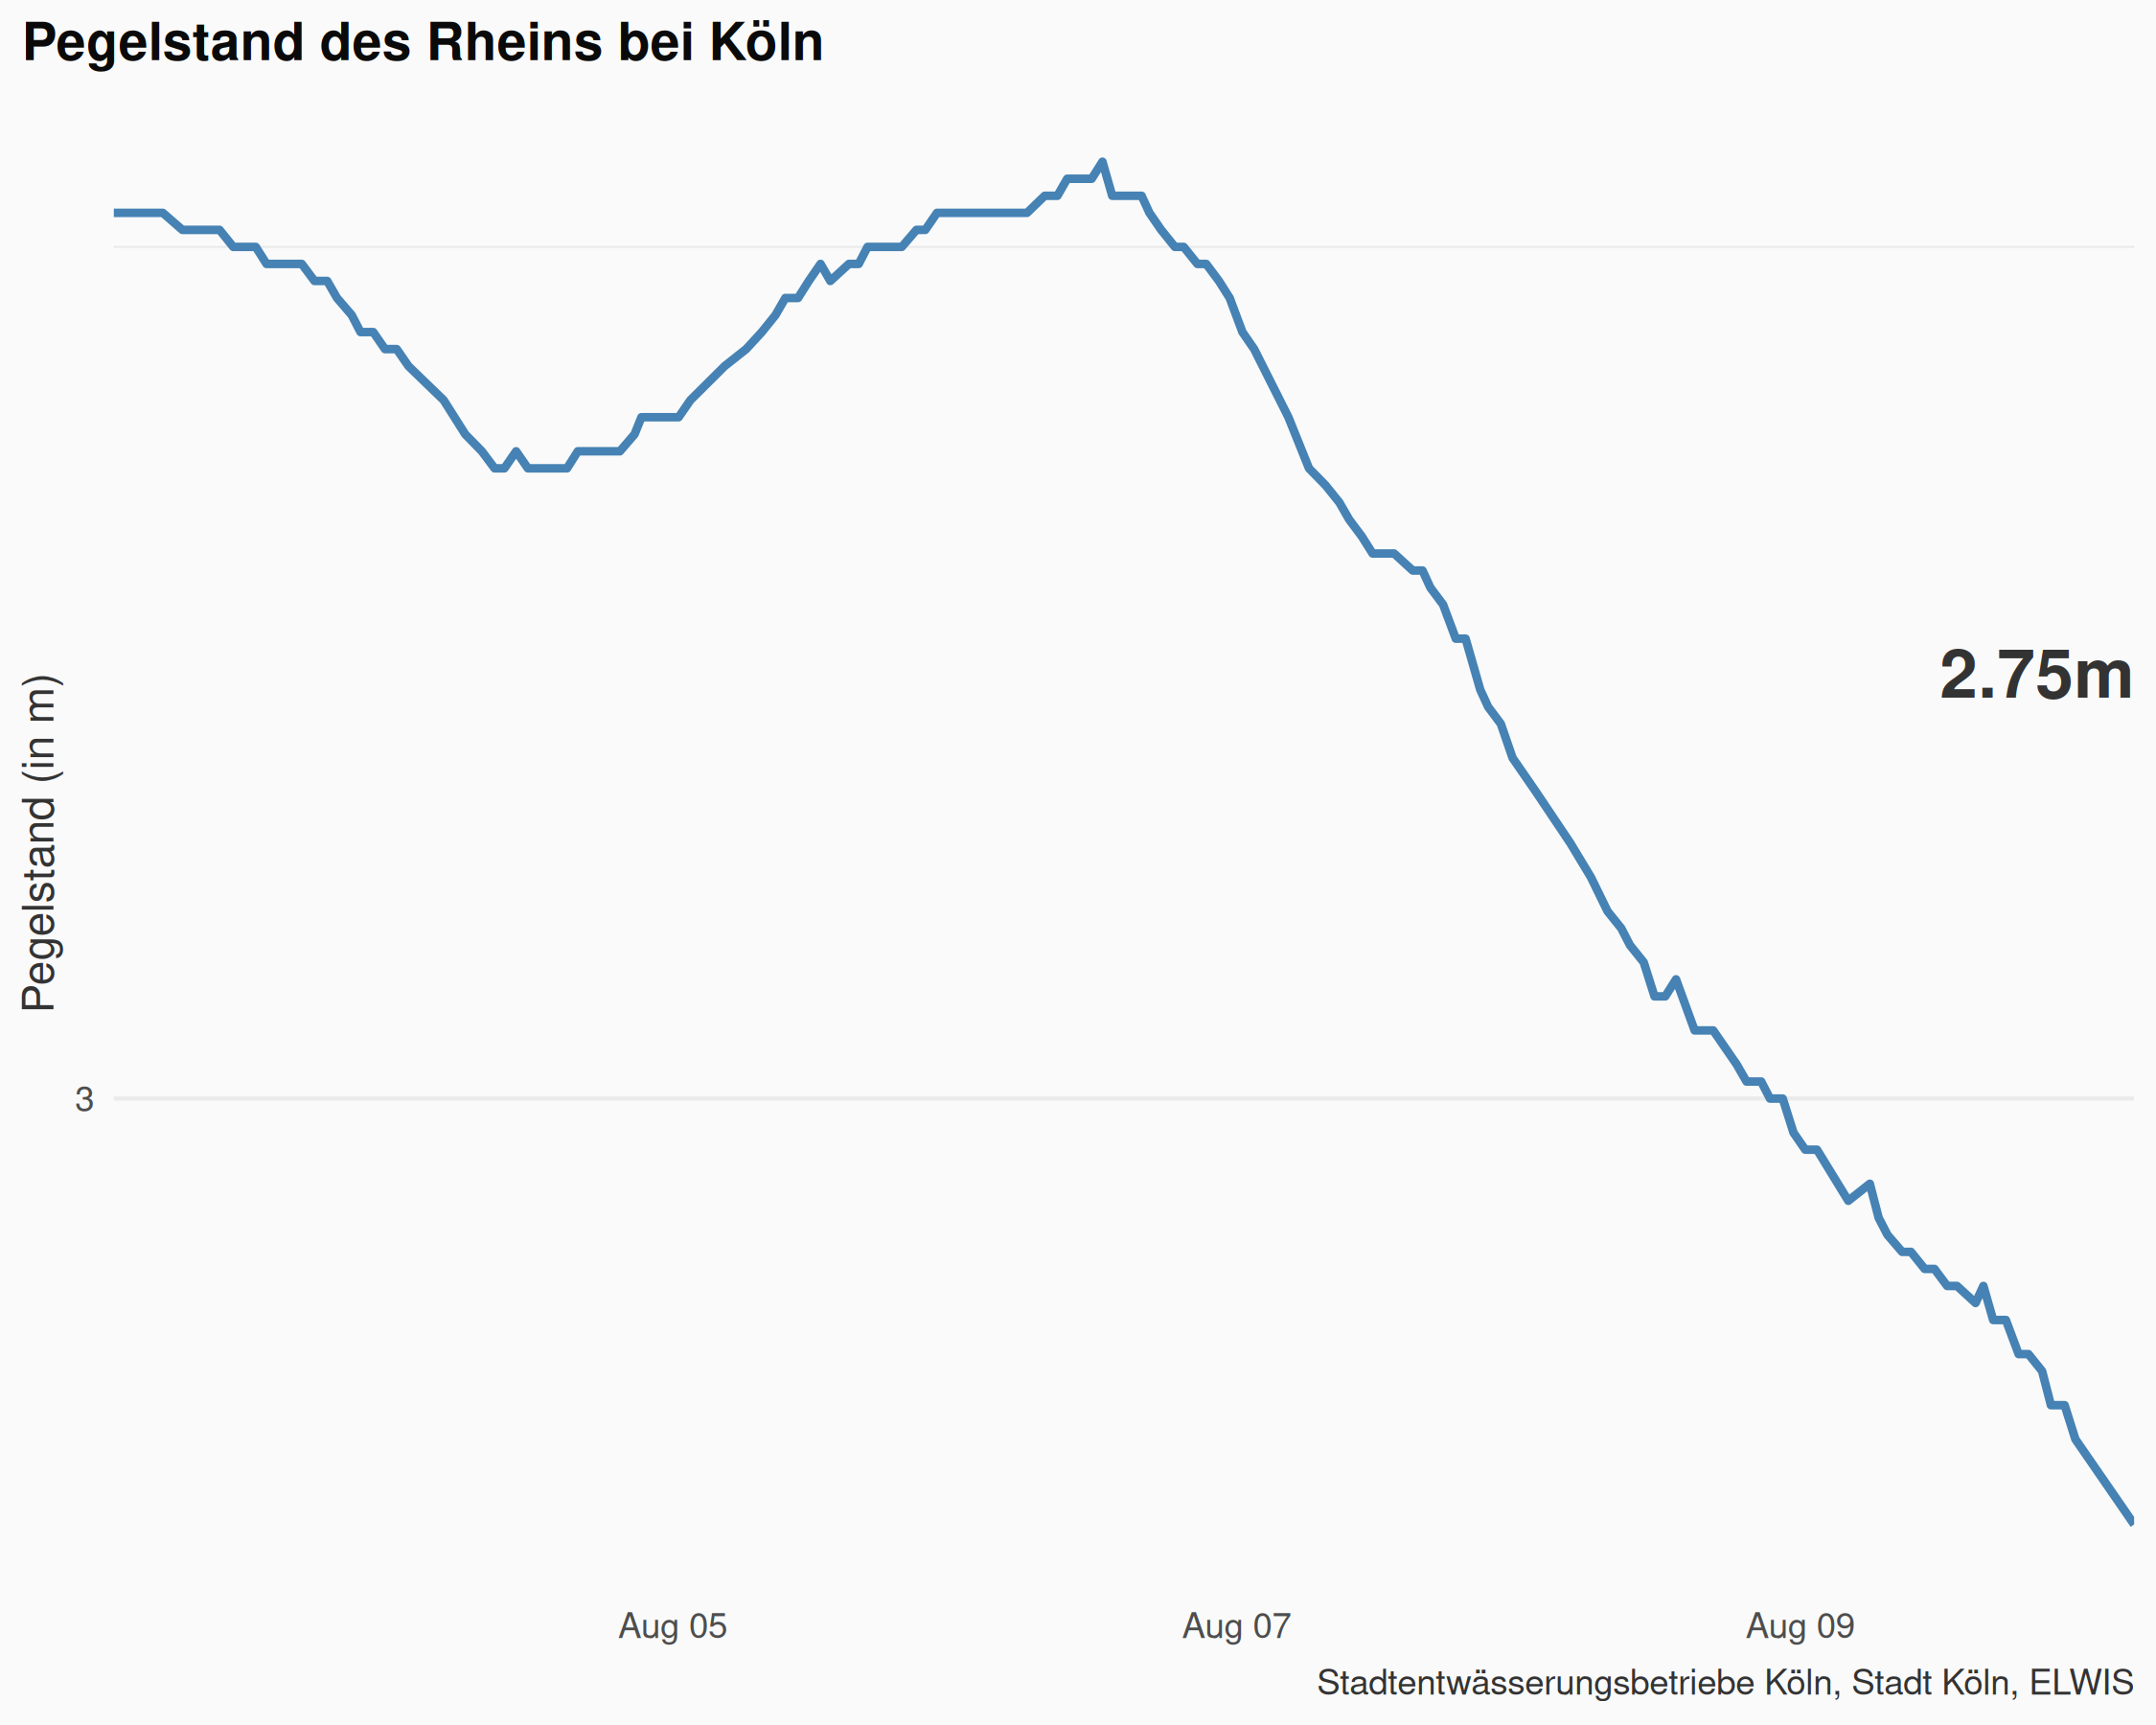 Pegelstand des Rheins bei Köln
Pegelstand (in m)
2.75m
3
Aug 05
Aug 07
Aug 09
Stadtentwässerungsbetriebe Köln, Stadt Köln, ELWIS